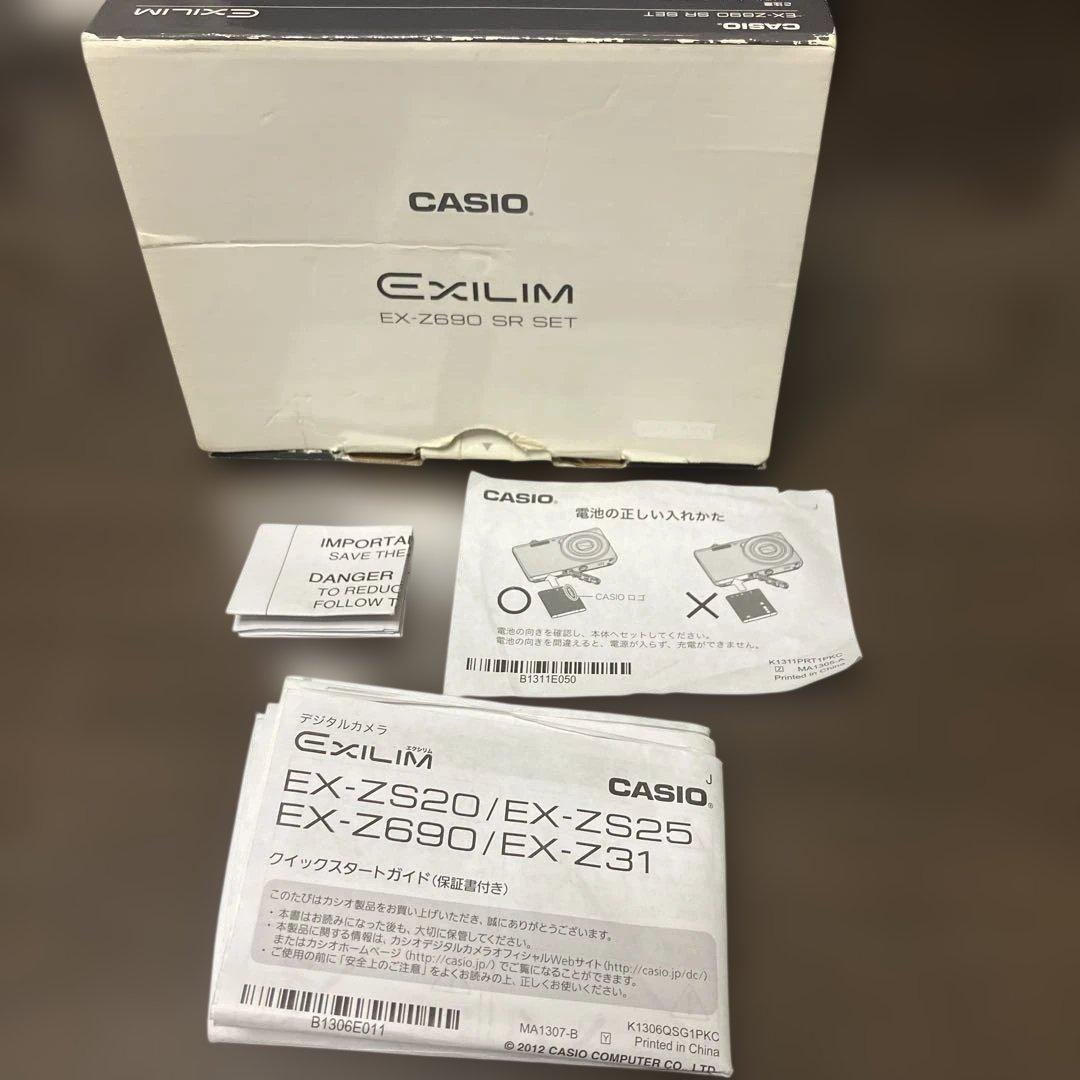 EXILIM
EX-Z690 SR SET
CASIO
CASIO
EXILIM
EX-Z690 SR SET
IMPORTA
SAVE THE
DANGER
TO REDUC
FOLLOW T
CASIO
電池の正しい入れかた
CASIO ロゴ
電池の向きを確認し、本体へセットしてください。
電池の向きを間違えると、電源が入らず、充電ができません。
B1311E050
K1311PRT1PKC
Z MA1305-A
Printed in China
デジタルカメラ
エクシリム
EXILIM
J
CASIO
EX-ZS20/EX-ZS25
EX-Z690/EX-Z31
クイックスタートガイド(保証書付き)
このたびはカシオ製品をお買い上げいただき、誠にありがとうございます。
・本書はお読みになった後も、大切に保管してください。
・本製品に関する情報は、カシオデジタルカメラオフィシャルWebサイト(http://casio.jp/dc/)
またはカシオホームページ(http://casio.jp/)でご覧になることができます。
・ご使用の前に「安全上のご注意」をよくお読みの上、正しくお使いください。
B1306E011
MA1307-B
Y
K1306QSG1PKC
Printed in China
© 2012 CASIO COMPUTER CO., LTD.